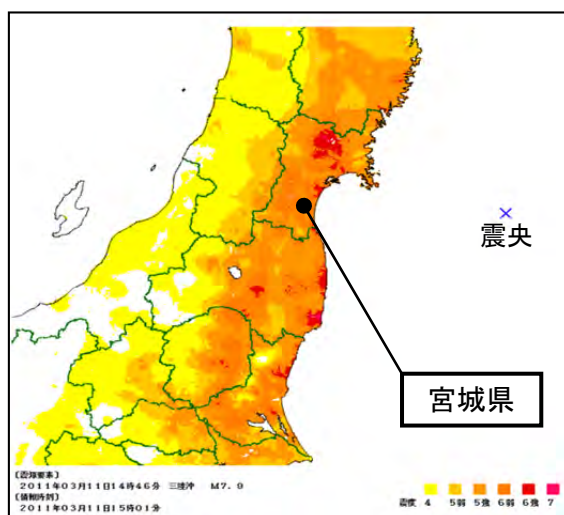 震央
宮城県
[震源要素]
2011年03月11日14時46分 三陸沖 M7.9
[情報時刻]
2011年03月11日15時01分
震度 4 5弱 5強 6弱 6強 7